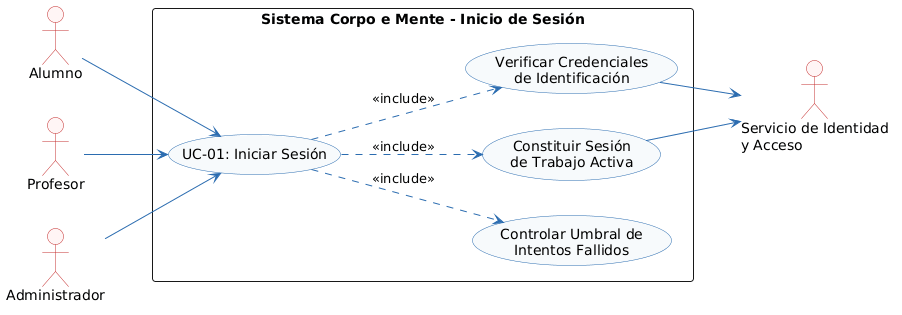 Sistema Corpo e Mente - Inicio de Sesión
Alumno
Profesor
Administrador
UC-01: Iniciar Sesión
«include»
«include»
«include»
Verificar Credenciales
de Identificación
Constituir Sesión
de Trabajo Activa
Controlar Umbral de
Intentos Fallidos
Servicio de Identidad
y Acceso